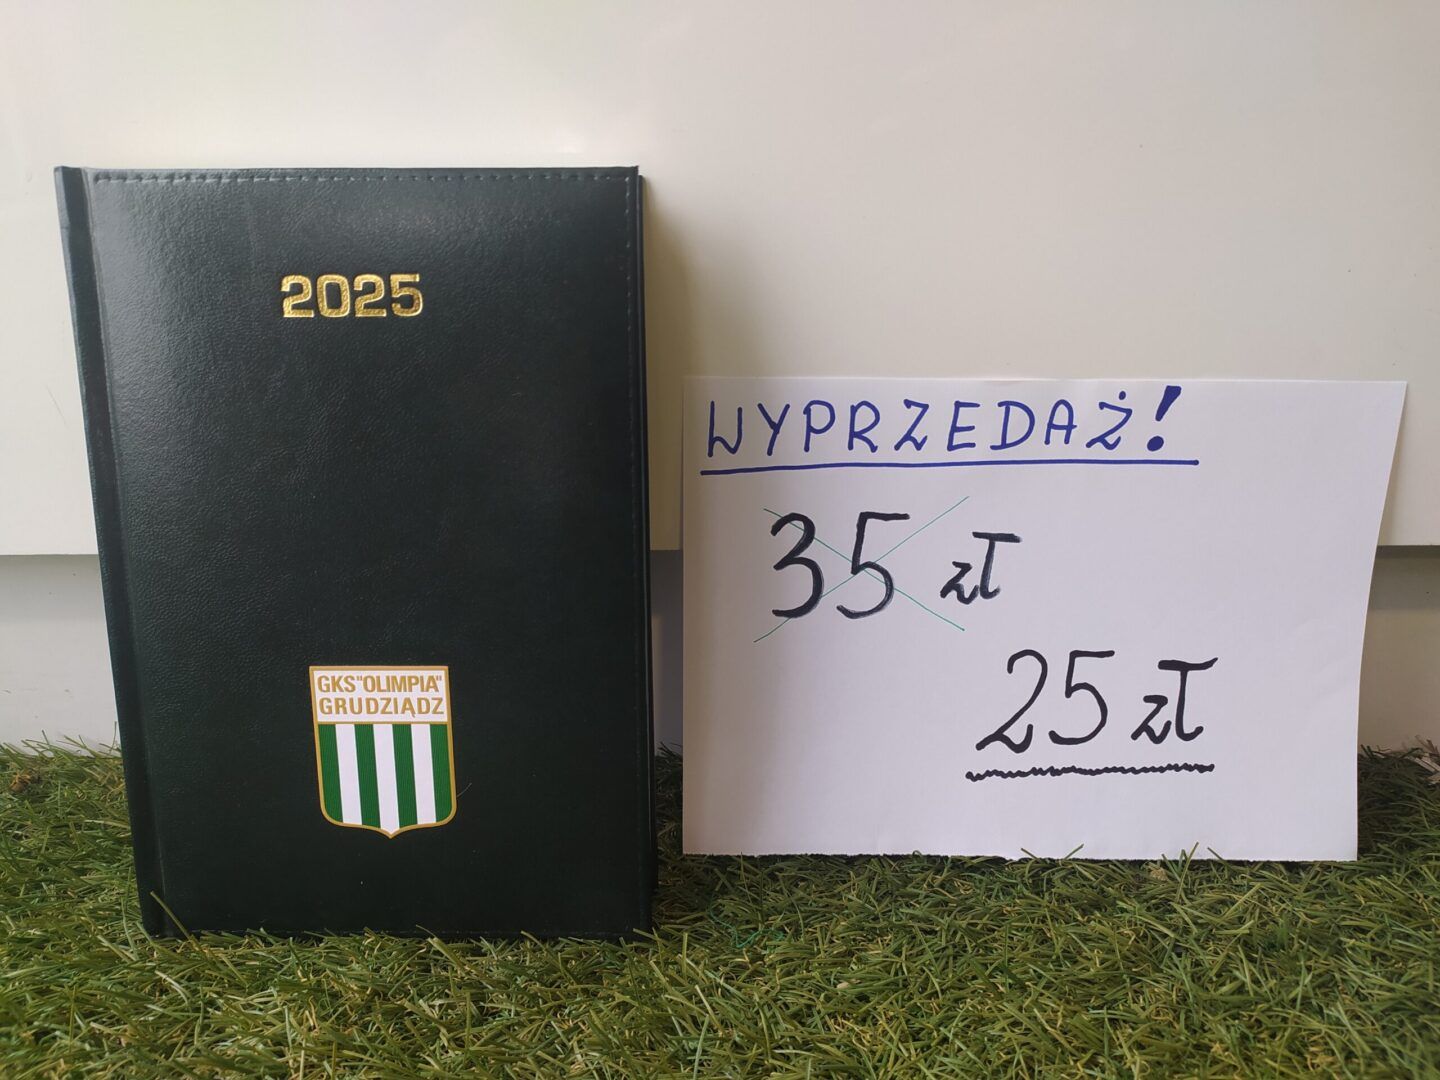 2025
GKS"OLIMPIA"
GRUDZIĄDZ
WYPRZEDAŻ!
35 zł
25 zł